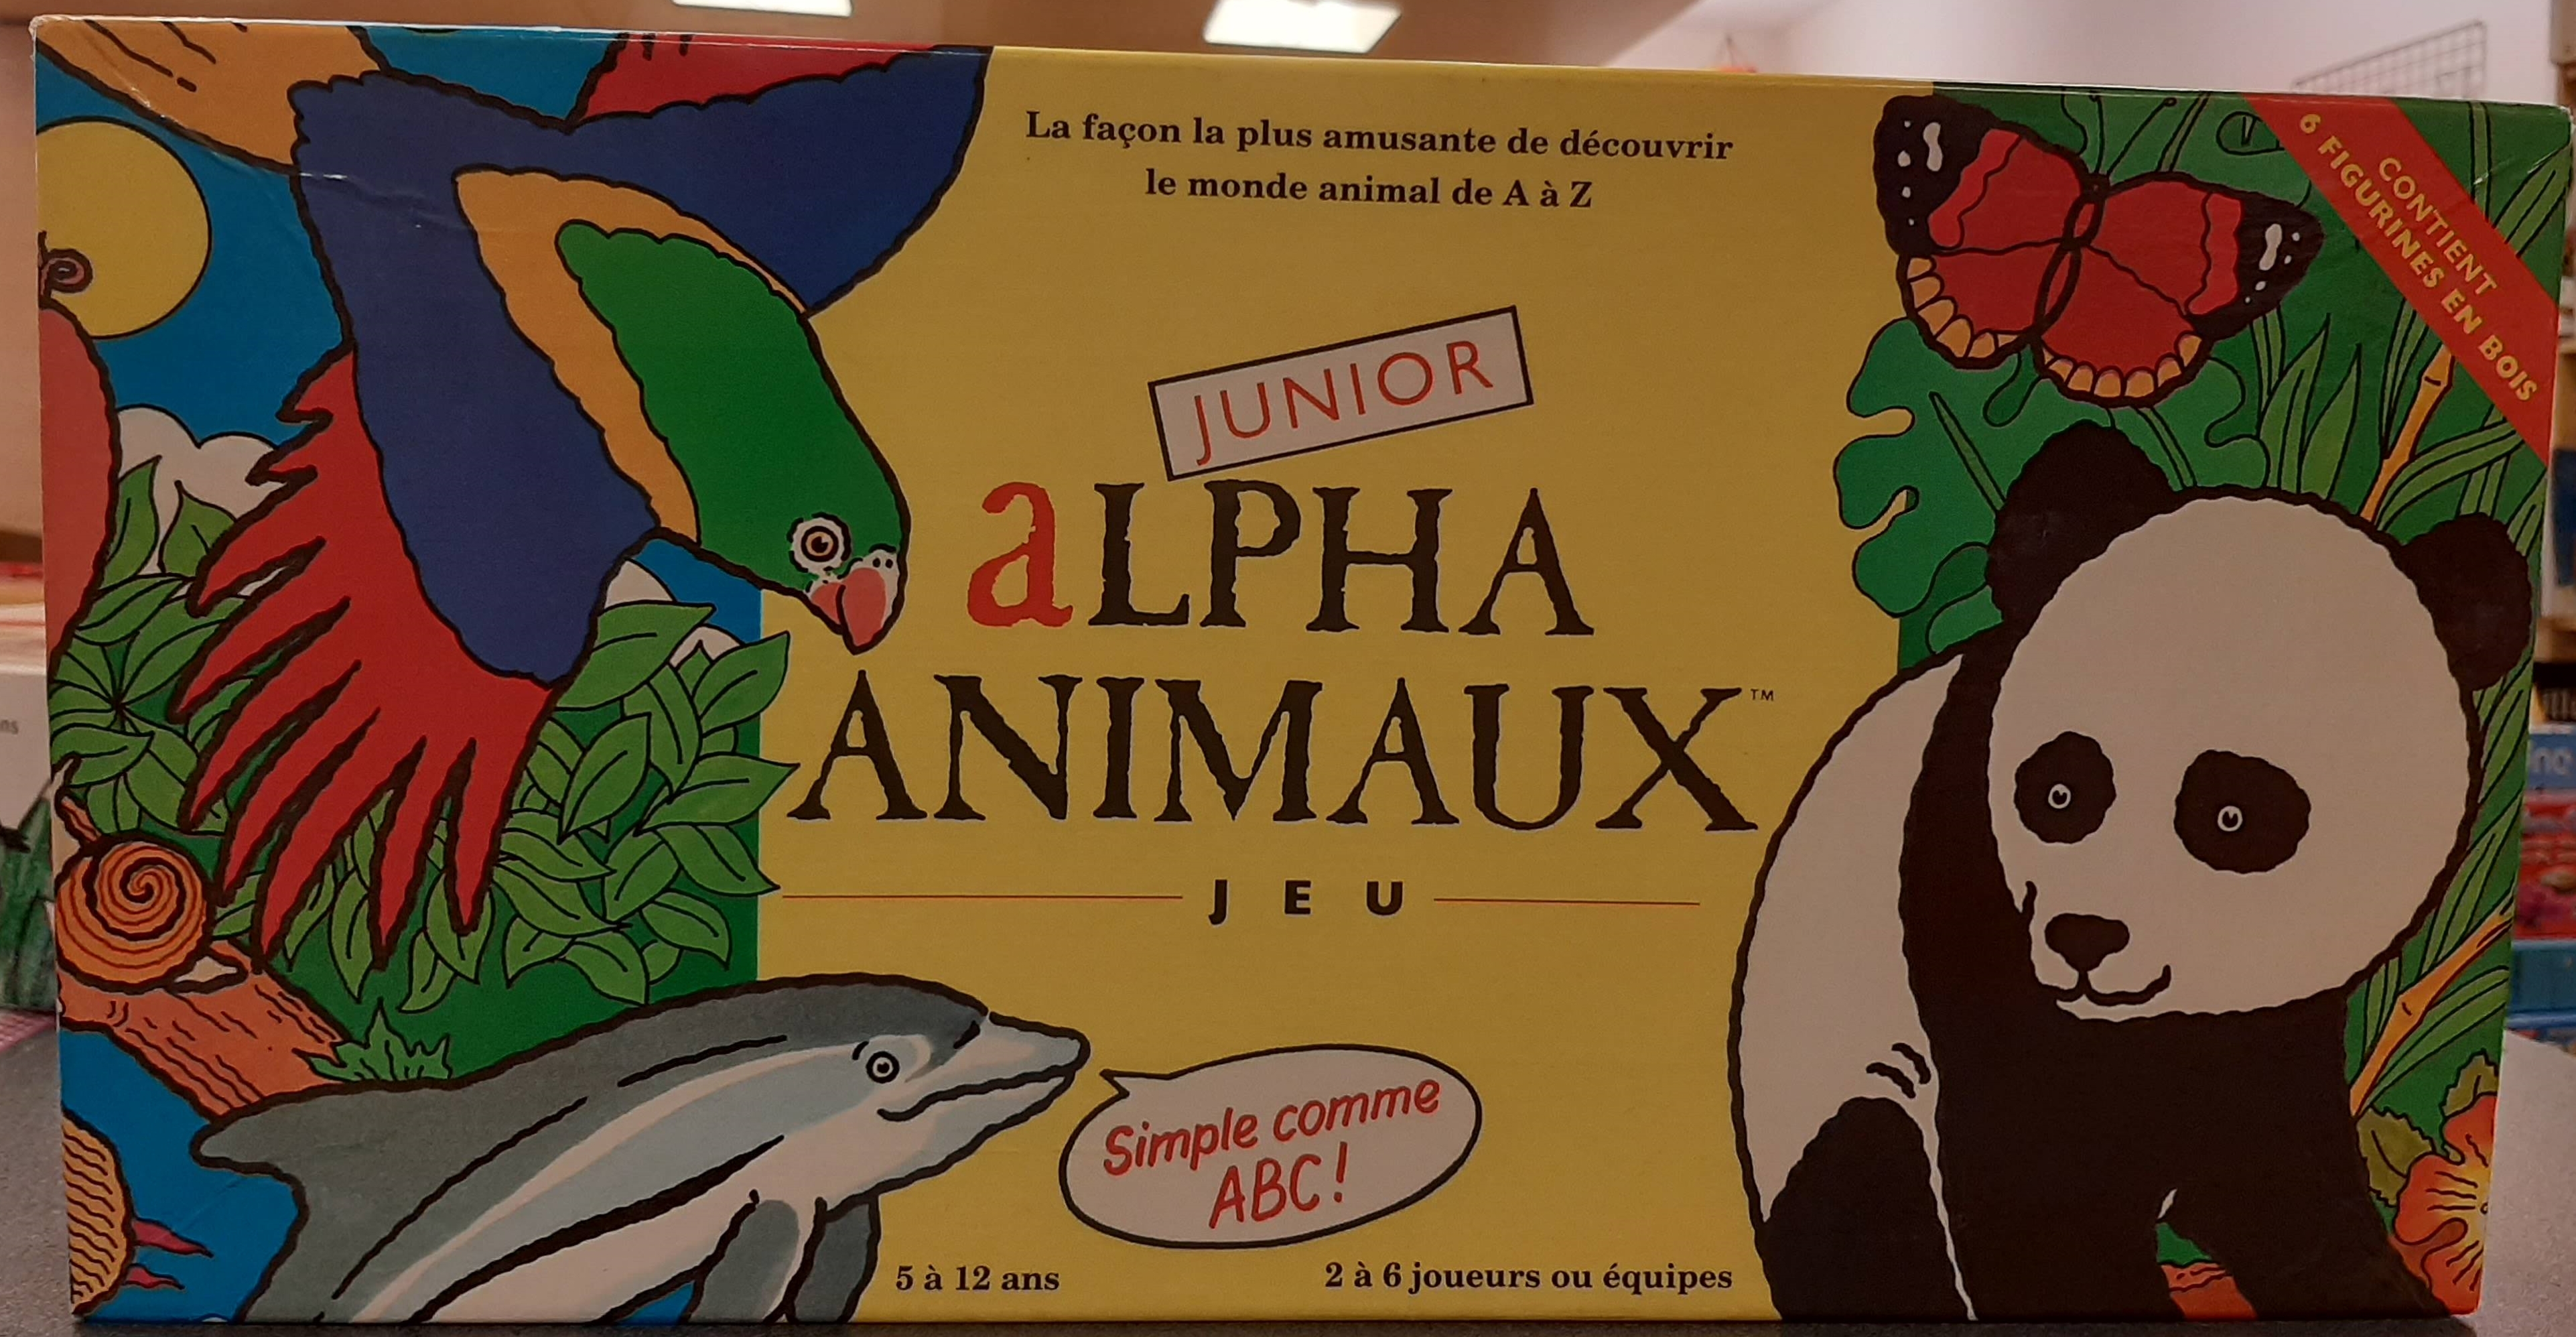 La façon la plus amusante de découvrir
le monde animal de A à Z
CONTIENT
6 FIGURINES EN BOIS
JUNIOR
aLPHA
ANIMAUX™
JEU
Simple comme
ABC!
5 à 12 ans
2 à 6 joueurs ou équipes